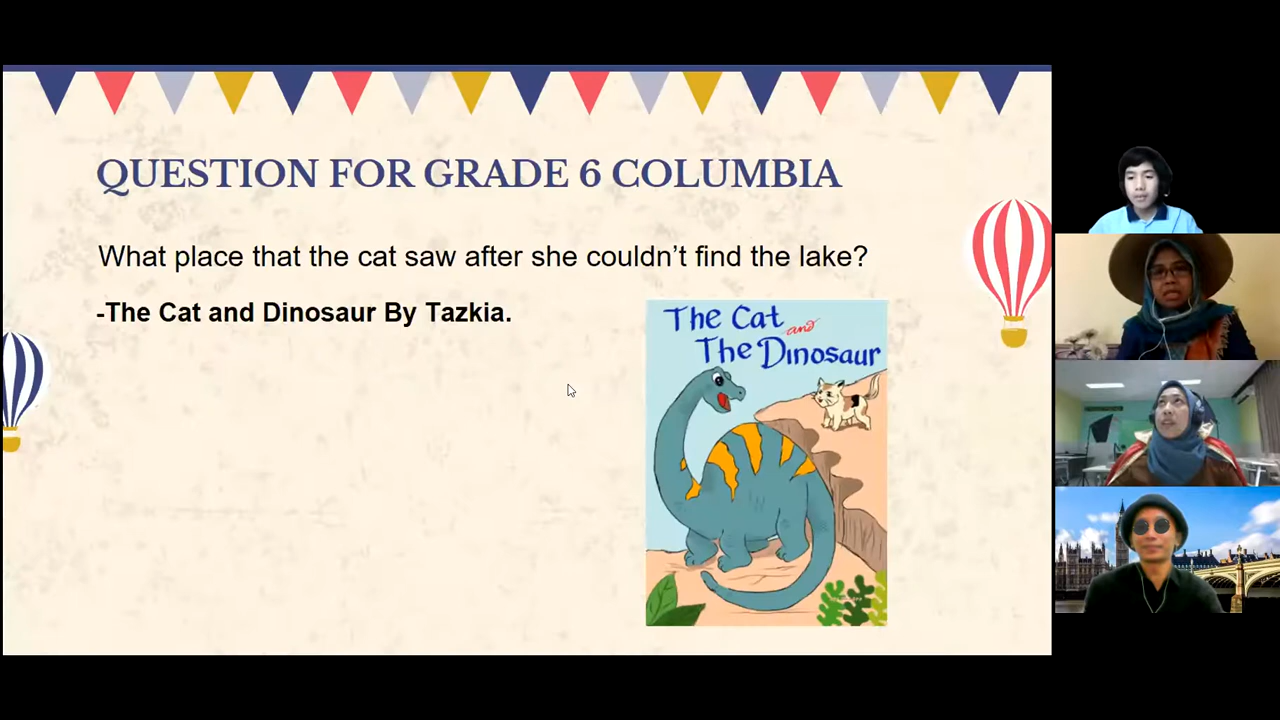 QUESTION FOR GRADE 6 COLUMBIA
What place that the cat saw after she couldn't find the lake?
-The Cat and Dinosaur By Tazkia.
The Cat and
The Dinosaur